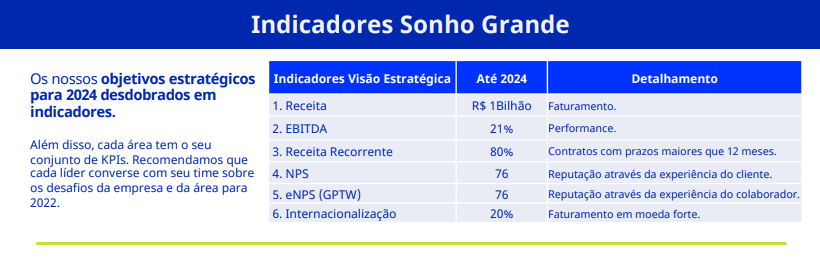 Indicadores Sonho Grande
Os nossos objetivos estratégicos
para 2024 desdobrados em
indicadores.
Além disso, cada área tem o seu
conjunto de KPIs. Recomendamos que
cada líder converse com seu time sobre
os desafios da empresa e da área para
2022.
Indicadores Visão Estratégica Até 2024 Detalhamento
1. Receita R$ 1Bilhão Faturamento.
2. EBITDA 21% Performance.
3. Receita Recorrente 80% Contratos com prazos maiores que 12 meses.
4. NPS 76 Reputação através da experiência do cliente.
5. eNPS (GPTW) 76 Reputação através da experiência do colaborador.
6. Internacionalização 20% Faturamento em moeda forte.